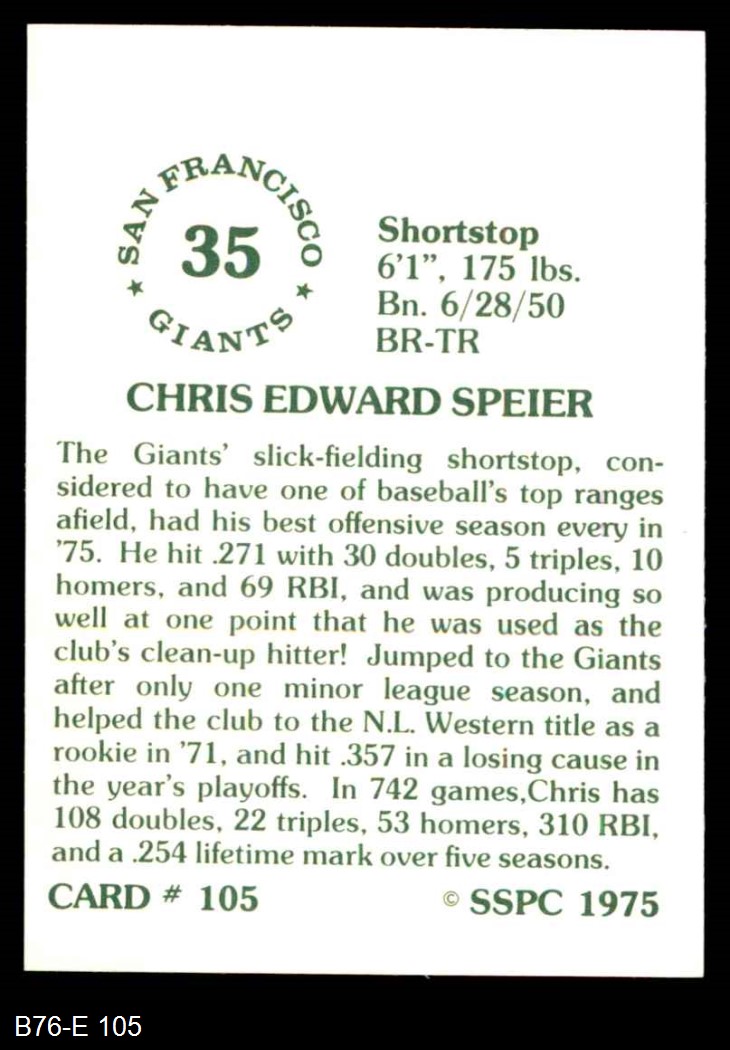 SAN FRANCISCO
35
GIANTS
Shortstop
6'1”, 175 lbs.
Bn. 6/28/50
BR-TR
CHRIS EDWARD SPEIER
The Giants' slick-fielding shortstop, con-
sidered to have one of baseball's top ranges
afield, had his best offensive season every in
'75. He hit .271 with 30 doubles, 5 triples, 10
homers, and 69 RBI, and was producing so
well at one point that he was used as the
club's clean-up hitter! Jumped to the Giants
after only one minor league season, and
helped the club to the N.L. Western title as a
rookie in '71, and hit .357 in a losing cause in
the year's playoffs. In 742 games,Chris has
108 doubles, 22 triples, 53 homers, 310 RBI,
and a .254 lifetime mark over five seasons.
CARD # 105 © SSPC 1975
B76-E 105